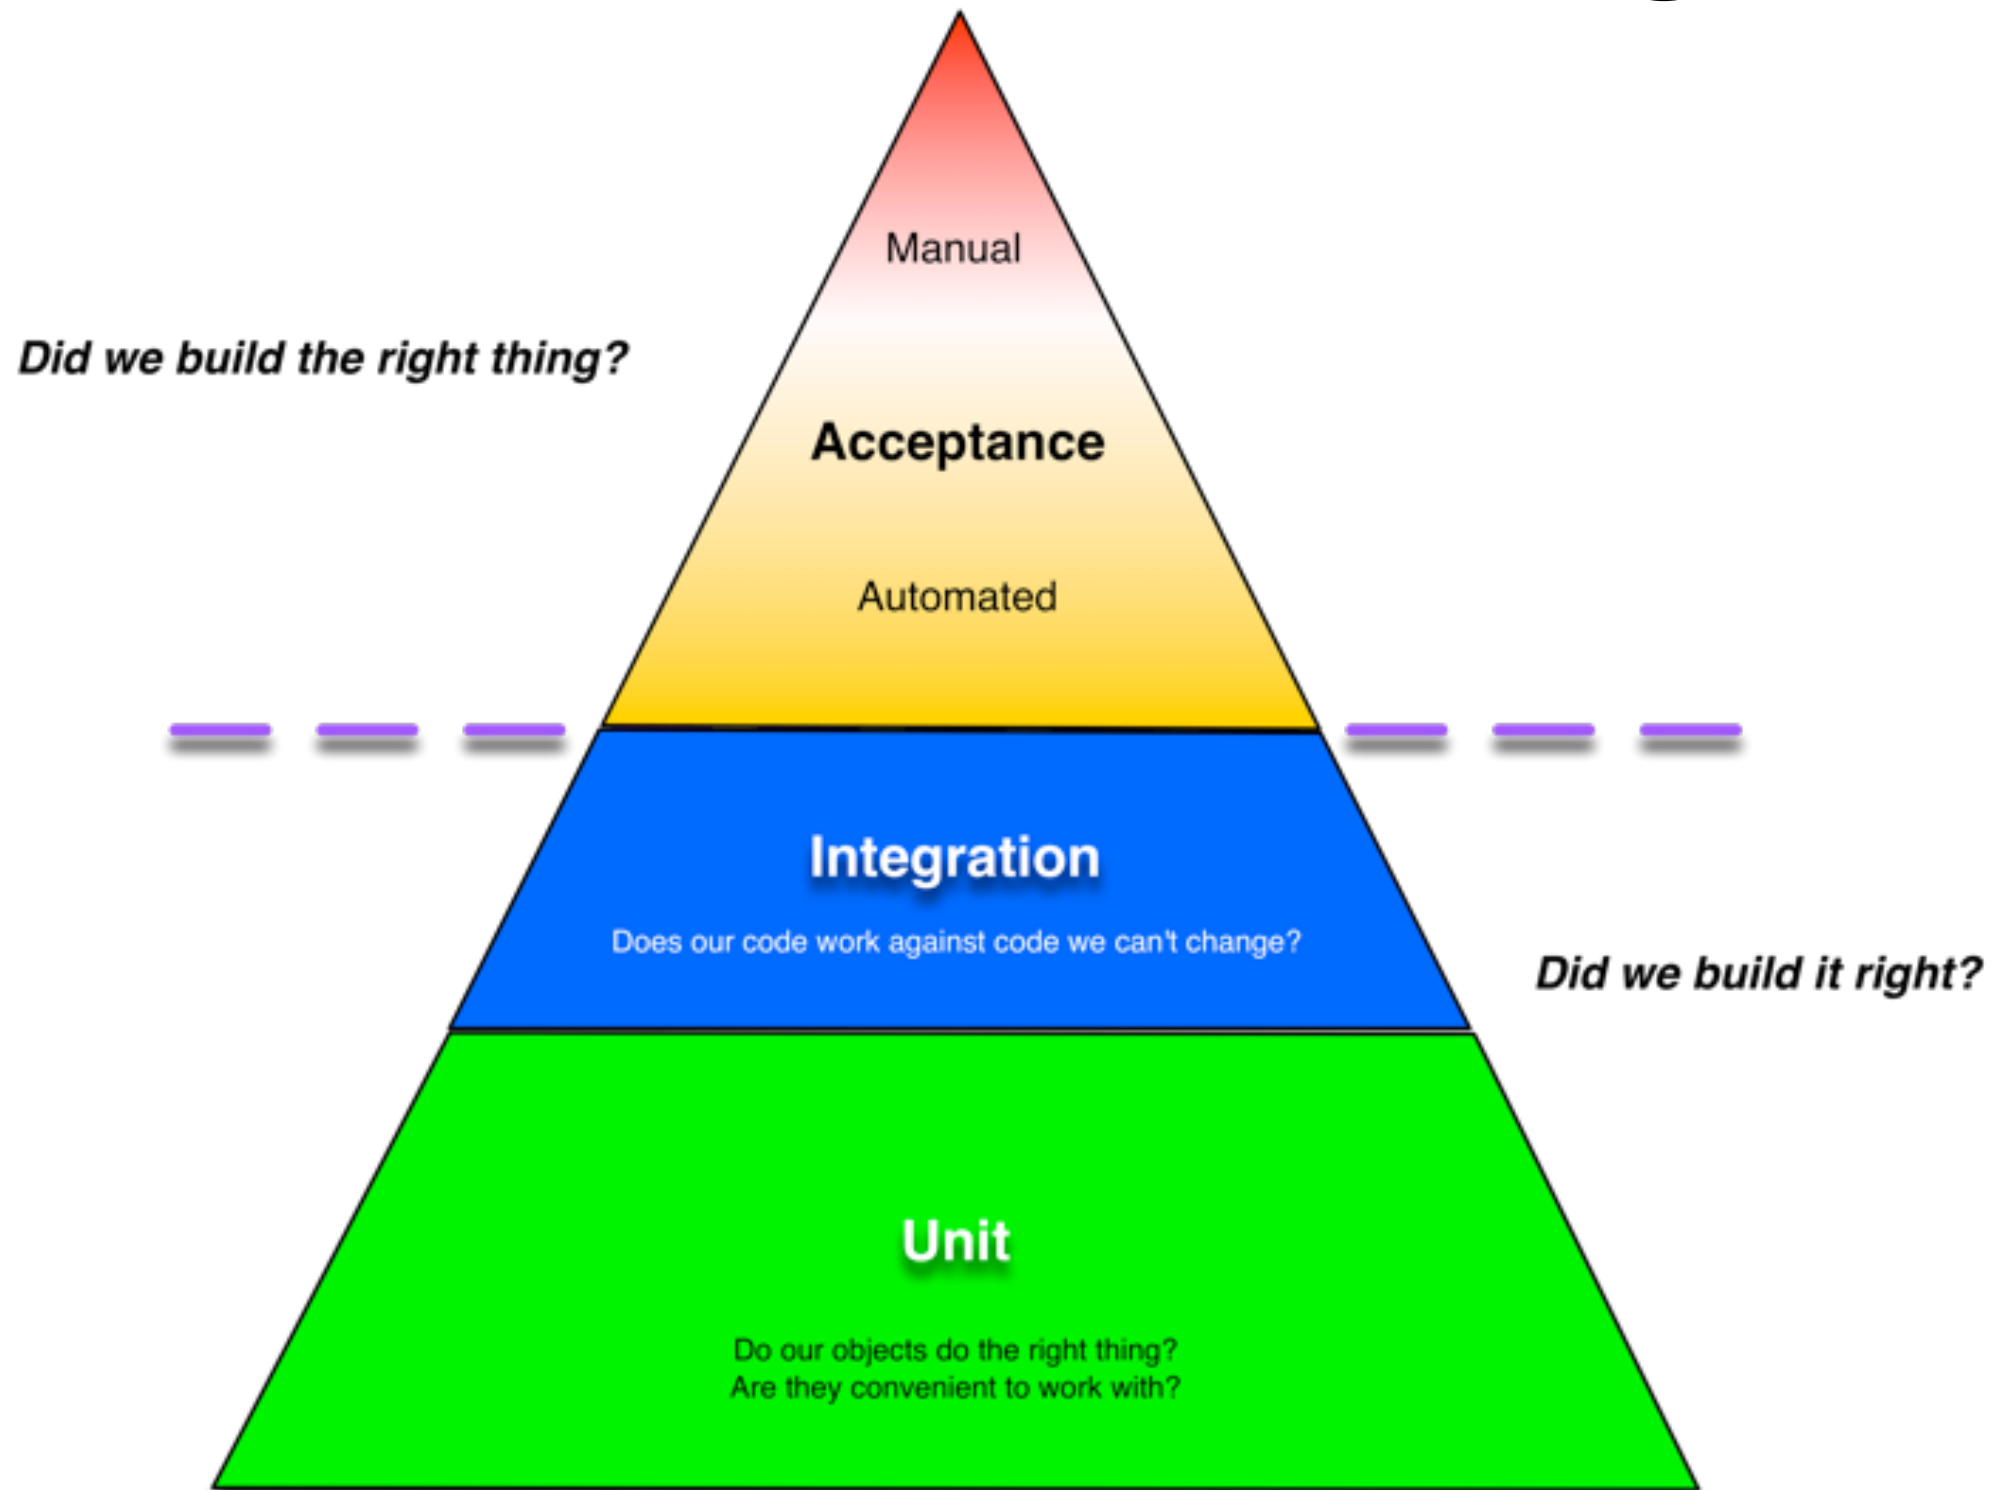 Manual
Did we build the right thing?
Acceptance
Automated
Integration
Does our code work against code we can't change?
Did we build it right?
Unit
Do our objects do the right thing?
Are they convenient to work with?